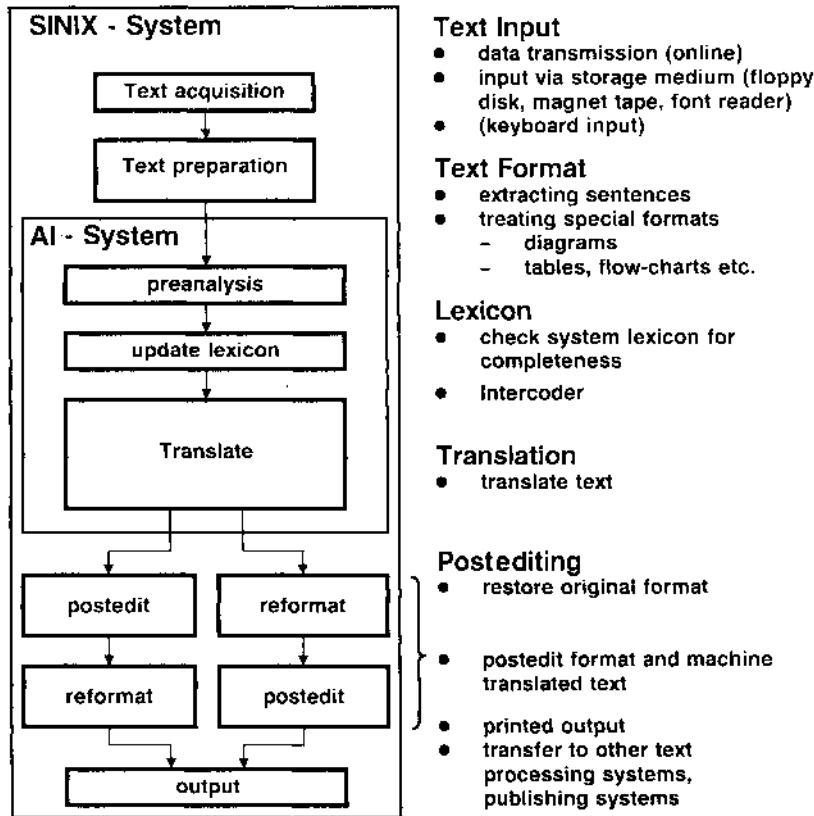 SINIX - System
Text acquisition
Text preparation
AI - System
preanalysis
update lexicon
Translate
postedit
reformat
reformat
postedit
output
Text Input
● data transmission (online)
● input via storage medium (floppy
disk, magnet tape, font reader)
● (keyboard input)
Text Format
● extracting sentences
● treating special formats
– diagrams
– tables, flow-charts etc.
Lexicon
● check system lexicon for
completeness
● Intercoder
Translation
● translate text
Postediting
● restore original format
● postedit format and machine
translated text
● printed output
● transfer to other text
processing systems,
publishing systems